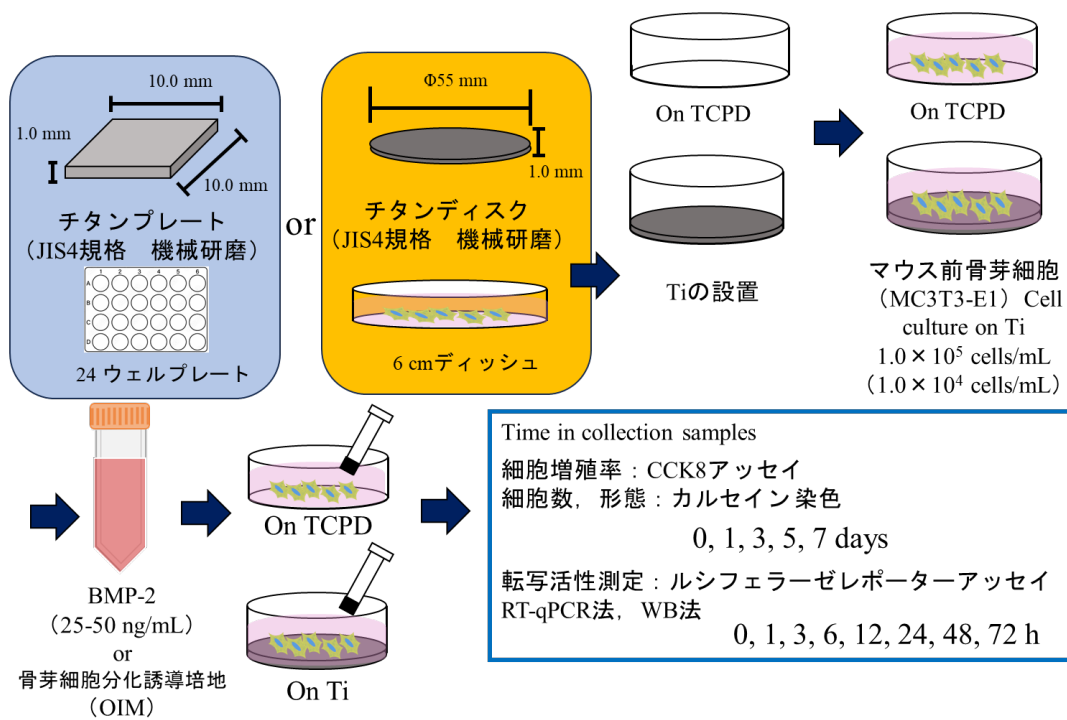 10.0 mm
1.0 mm
10.0 mm
チタンプレート
（JIS4規格　機械研磨）
1 2 3 4 5 6
A
B
C
D
24 ウェルプレート
or
Φ55 mm
1.0 mm
チタンディスク
（JIS4規格　機械研磨）
6 cmディッシュ
On TCPD
Tiの設置
On TCPD
マウス前骨芽細胞
（MC3T3-E1）Cell
culture on Ti
1.0×10⁵ cells/mL
（1.0×10⁴ cells/mL）
BMP-2
（25-50 ng/mL）
or
骨芽細胞分化誘導培地
（OIM）
On TCPD
On Ti
Time in collection samples
細胞増殖率：CCK8アッセイ
細胞数，形態：カルセイン染色
0, 1, 3, 5, 7 days
転写活性測定：ルシフェラーゼレポーターアッセイ
RT-qPCR法，WB法
0, 1, 3, 6, 12, 24, 48, 72 h